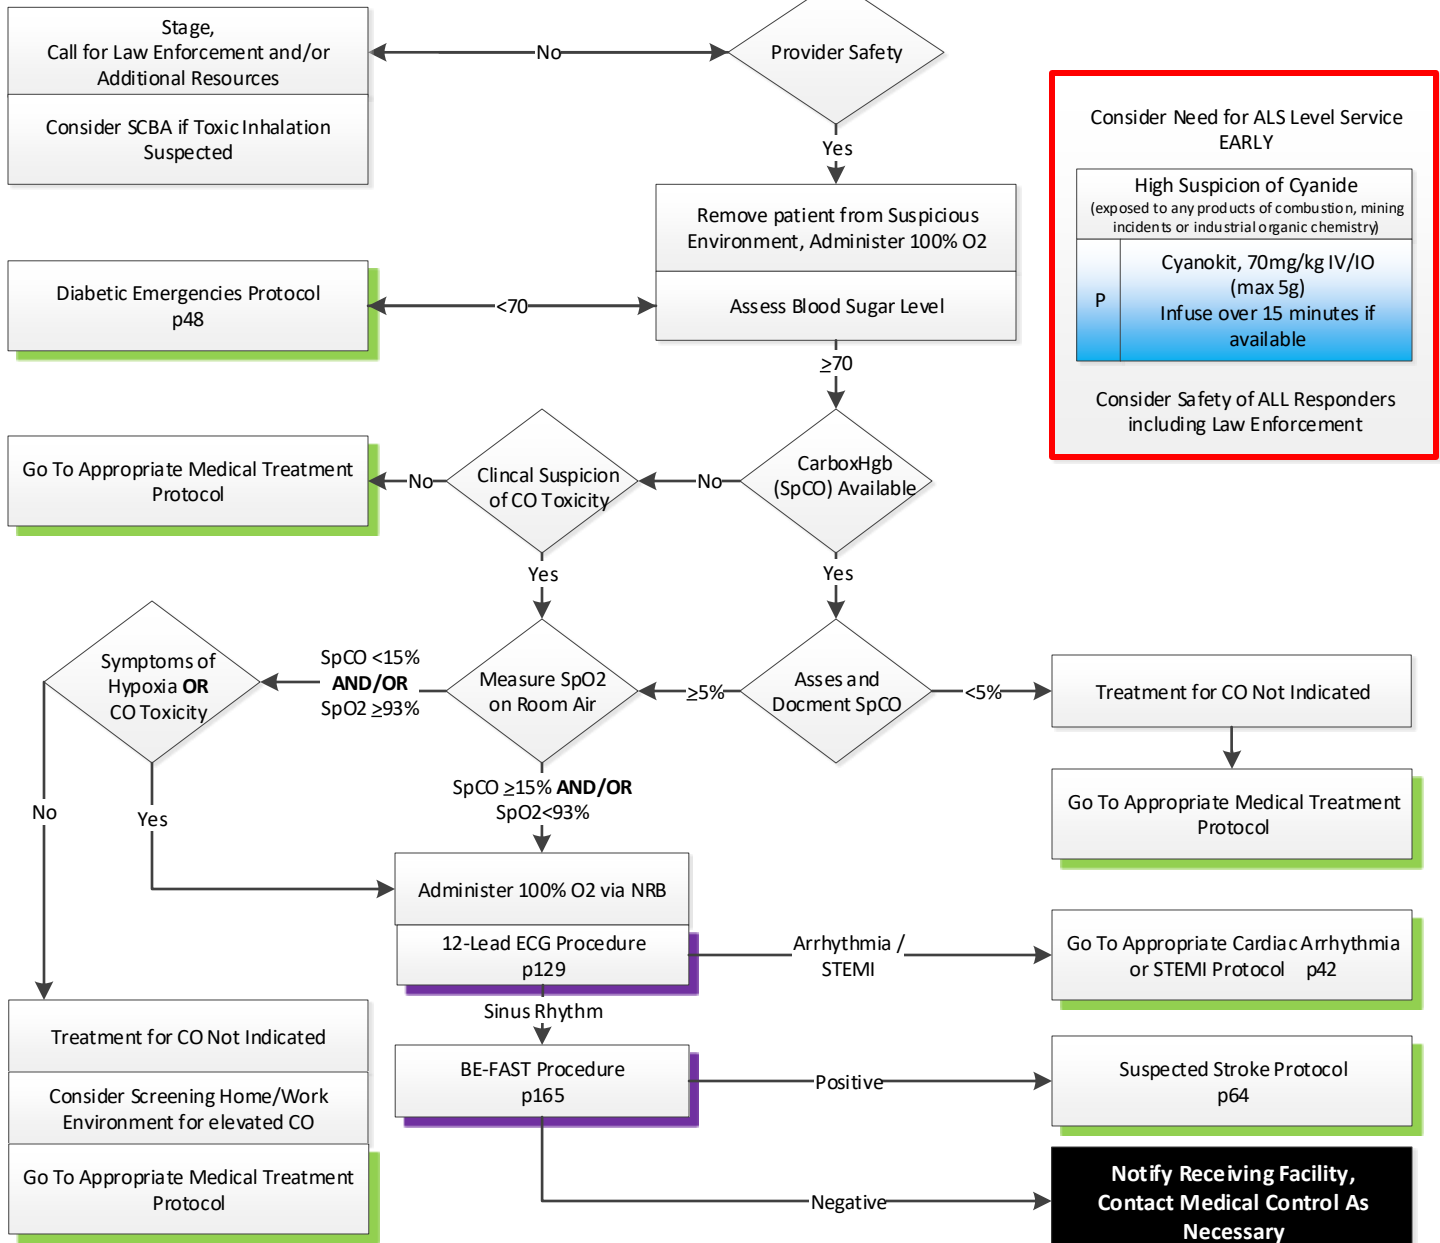 Stage,
Call for Law Enforcement and/or
Additional Resources
Consider SCBA if Toxic Inhalation
Suspected
No
Provider Safety
Yes
Consider Need for ALS Level Service
EARLY
High Suspicion of Cyanide
(exposed to any products of combustion, mining
incidents or industrial organic chemistry)
P
Cyanokit, 70mg/kg IV/IO
(max 5g)
Infuse over 15 minutes if
available
Consider Safety of ALL Responders
including Law Enforcement
Remove patient from Suspicious
Environment, Administer 100% O2
Assess Blood Sugar Level
<70
Diabetic Emergencies Protocol
p48
≥70
CarboxHgb
(SpCO) Available
No
Clincal Suspicion
of CO Toxicity
No
Go To Appropriate Medical Treatment
Protocol
Yes
Yes
Symptoms of
Hypoxia OR
CO Toxicity
SpCO <15%
AND/OR
SpO2 ≥93%
Measure SpO2
on Room Air
≥5%
Asses and
Docment SpCO
<5%
Treatment for CO Not Indicated
Go To Appropriate Medical Treatment
Protocol
No
Yes
SpCO ≥15% AND/OR
SpO2<93%
Administer 100% O2 via NRB
12-Lead ECG Procedure
p129
Arrhythmia /
STEMI
Go To Appropriate Cardiac Arrhythmia
or STEMI Protocol p42
Sinus Rhythm
BE-FAST Procedure
p165
Positive
Suspected Stroke Protocol
p64
Negative
Notify Receiving Facility,
Contact Medical Control As
Necessary
Treatment for CO Not Indicated
Consider Screening Home/Work
Environment for elevated CO
Go To Appropriate Medical Treatment
Protocol